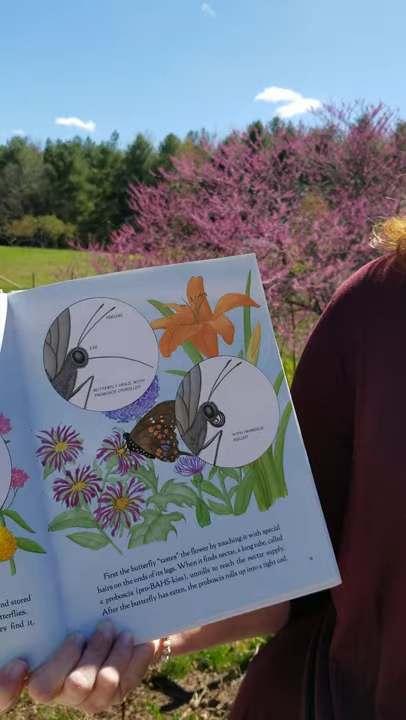 FEELERS
EYE
BUTTERFLY HEAD, WITH
PROBOSCIS UNROLLED
WITH PROBOSCIS
ROLLED
First the butterfly "tastes" the flower by touching it with special
hairs on the ends of its legs. When it finds nectar, a long tube, called
a proboscis (pro-BAHS-kiss), unrolls to reach the nectar supply.
After the butterfly has eaten, the proboscis rolls up into a tight coil.
nd stored
tterflies.
ey find it.